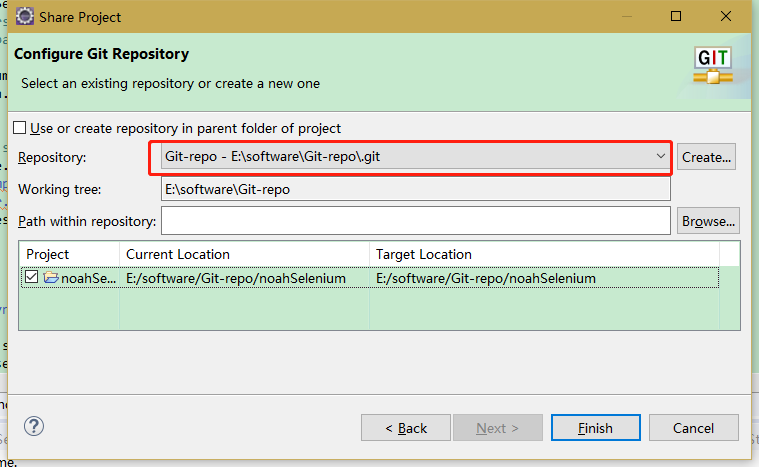 Share Project
Configure Git Repository
Select an existing repository or create a new one
GIT
Use or create repository in parent folder of project
Repository: Git-repo - E:\software\Git-repo\.git Create...
Working tree: E:\software\Git-repo
Path within repository: Browse...
Project Current Location Target Location
noahSe... E:/software/Git-repo/noahSelenium E:/software/Git-repo/noahSelenium
< Back Next > Finish Cancel
me.